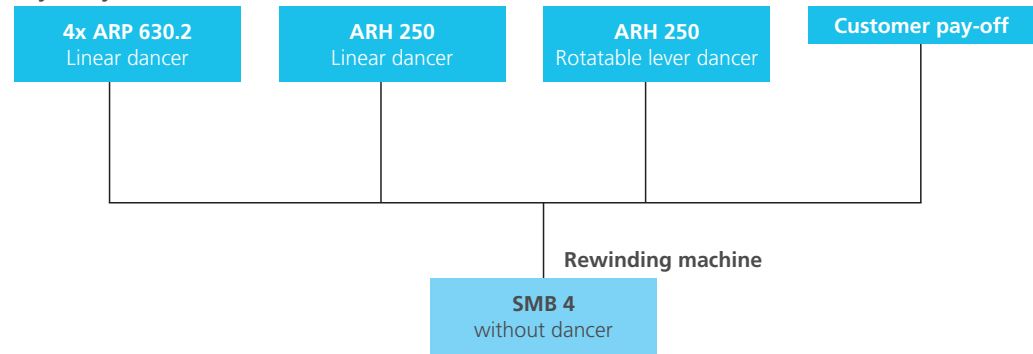 4x ARP 630.2
Linear dancer
ARH 250
Linear dancer
ARH 250
Rotatable lever dancer
Customer pay-off
Rewinding machine
SMB 4
without dancer